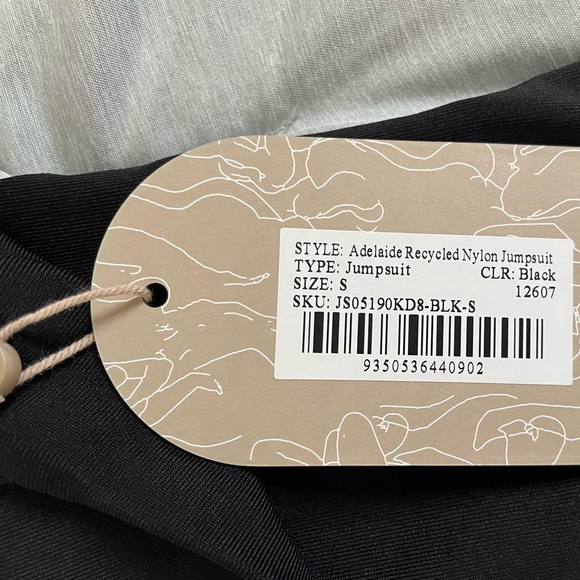 STYLE: Adelaide Recycled Nylon Jumpsuit
TYPE: Jumpsuit CLR: Black
SIZE: S 12607
SKU: JS05190KD8-BLK-S
9350536440902